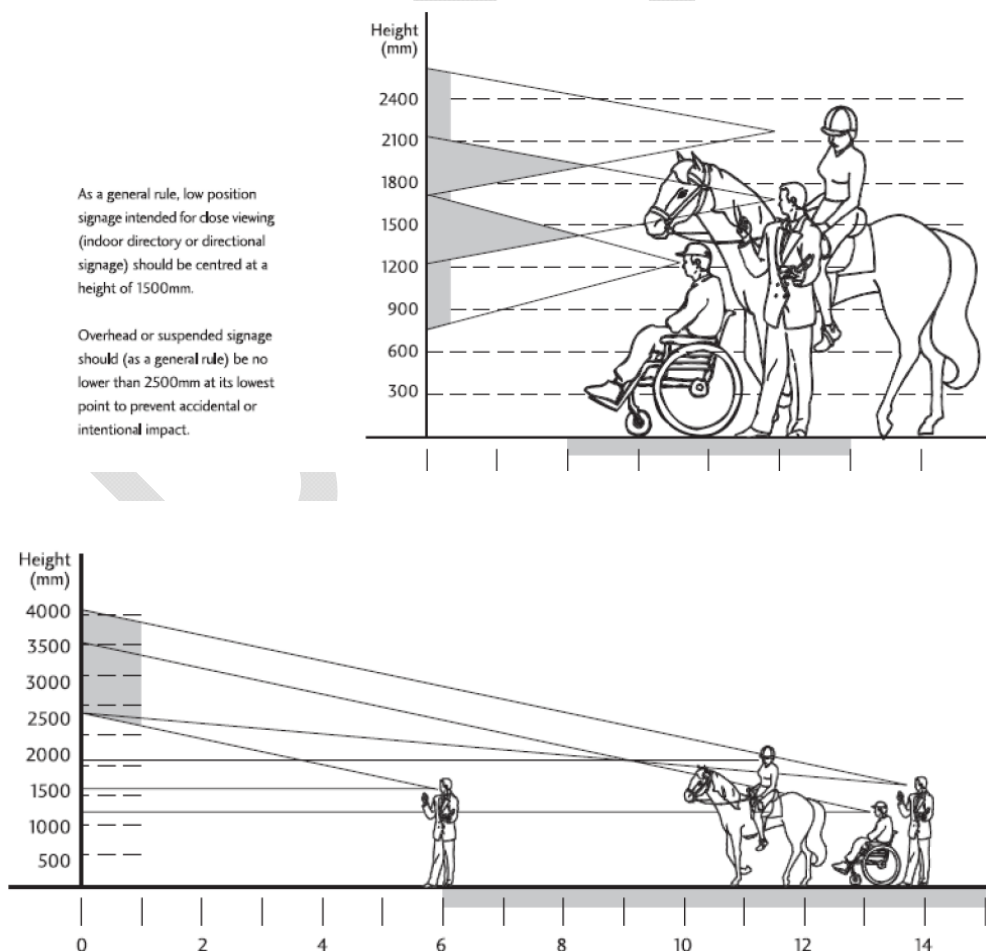 Height
(mm)
2400
2100
1800
1500
1200
900
600
300
As a general rule, low position
signage intended for close viewing
(indoor directory or directional
signage) should be centred at a
height of 1500mm.
Overhead or suspended signage
should (as a general rule) be no
lower than 2500mm at its lowest
point to prevent accidental or
intentional impact.
Height
(mm)
4000
3500
3000
2500
2000
1500
1000
500
0 2 4 6 8 10 12 14